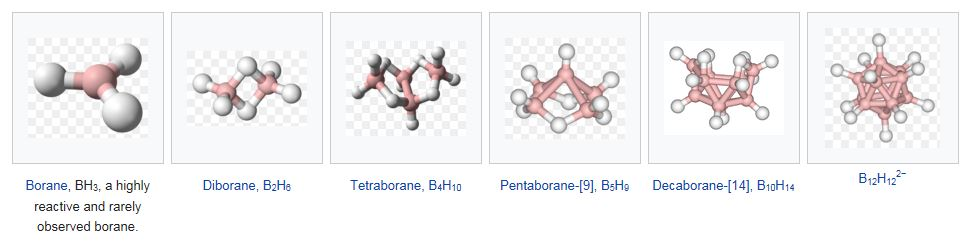 Borane, BH₃, a highly
reactive and rarely
observed borane.
Diborane, B₂H₆
Tetraborane, B₄H₁₀
Pentaborane-[9], B₅H₉
Decaborane-[14], B₁₀H₁₄
B₁₂H₁₂²⁻